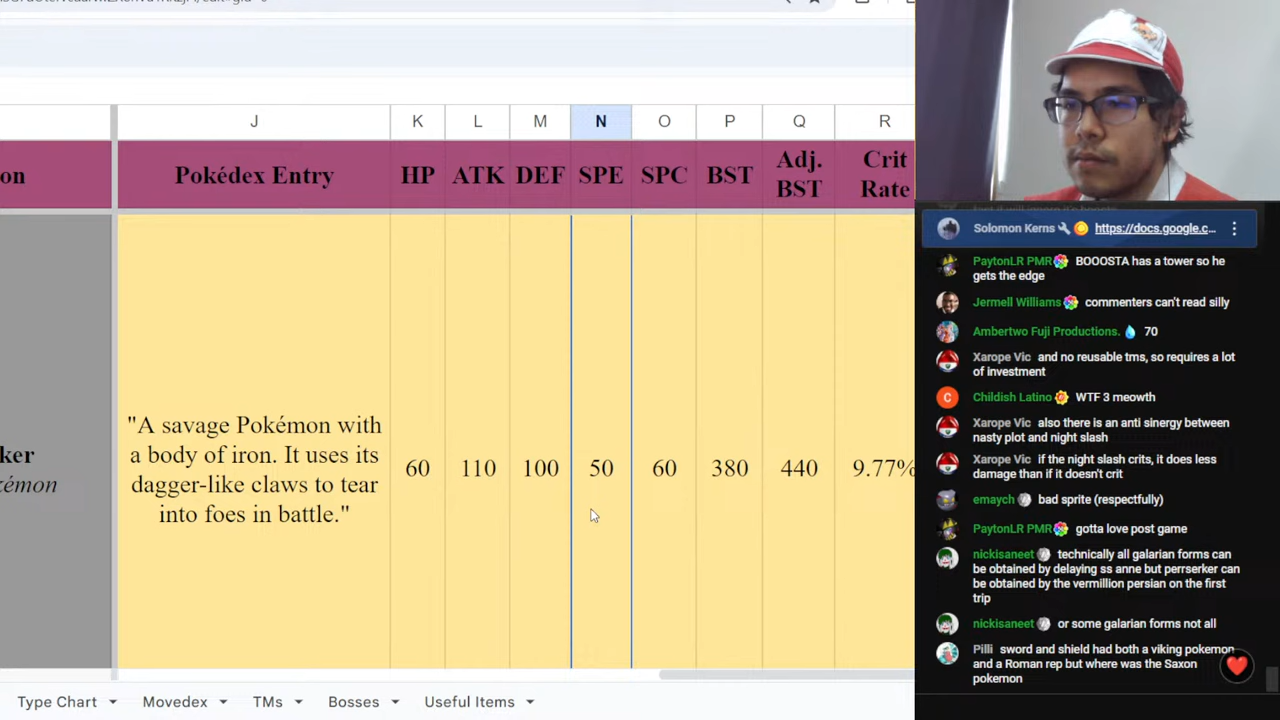 J K L M N O P Q R
on Pokédex Entry HP ATK DEF SPE SPC BST Adj. BST Crit Rate
"A savage Pokémon with
a body of iron. It uses its
dagger-like claws to tear
into foes in battle."
ker
kémon
60 110 100 50 60 380 440 9.77%
Type Chart Movedex TMs Bosses Useful Items
Solomon Kerns https://docs.google.c...
PaytonLR PMR BOOOSTA has a tower so he
gets the edge
Jermell Williams commenters can't read silly
Ambertwo Fuji Productions. 70
Xarope Vic and no reusable tms, so requires a lot
of investment
Childish Latino WTF 3 meowth
Xarope Vic also there is an anti sinergy between
nasty plot and night slash
Xarope Vic if the night slash crits, it does less
damage than if it doesn't crit
emaych bad sprite (respectfully)
PaytonLR PMR gotta love post game
nickisaneet technically all galarian forms can
be obtained by delaying ss anne but perrserker can
be obtained by the vermillion persian on the first
trip
nickisaneet or some galarian forms not all
Pilli sword and shield had both a viking pokemon
and a Roman rep but where was the Saxon
pokemon